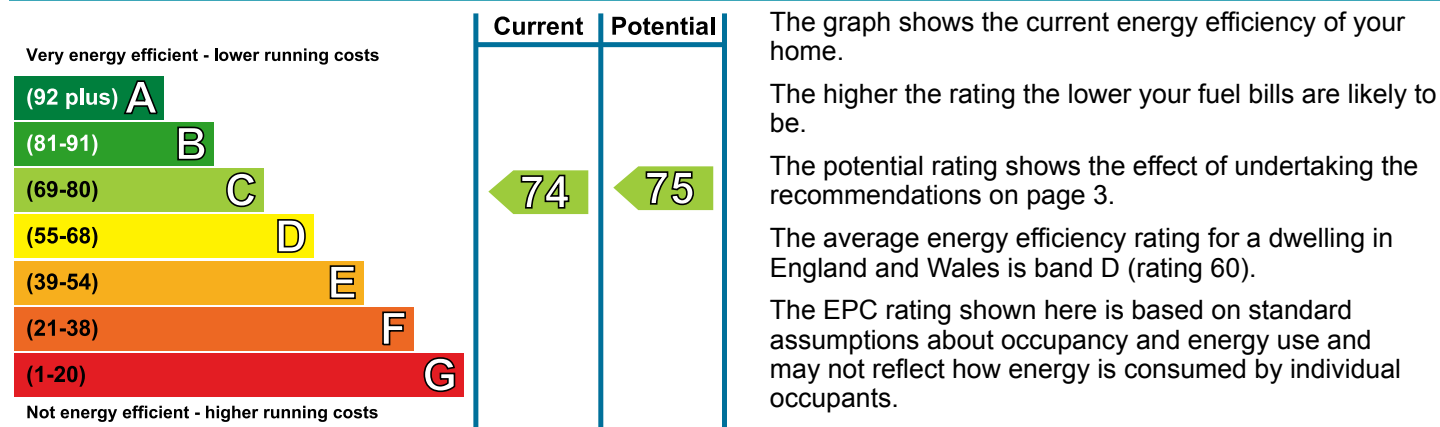 Current Potential
Very energy efficient - lower running costs
(92 plus) A
(81-91) B
(69-80) C
(55-68) D
(39-54) E
(21-38) F
(1-20) G
74 75
Not energy efficient - higher running costs
The graph shows the current energy efficiency of your
home.
The higher the rating the lower your fuel bills are likely to
be.
The potential rating shows the effect of undertaking the
recommendations on page 3.
The average energy efficiency rating for a dwelling in
England and Wales is band D (rating 60).
The EPC rating shown here is based on standard
assumptions about occupancy and energy use and
may not reflect how energy is consumed by individual
occupants.